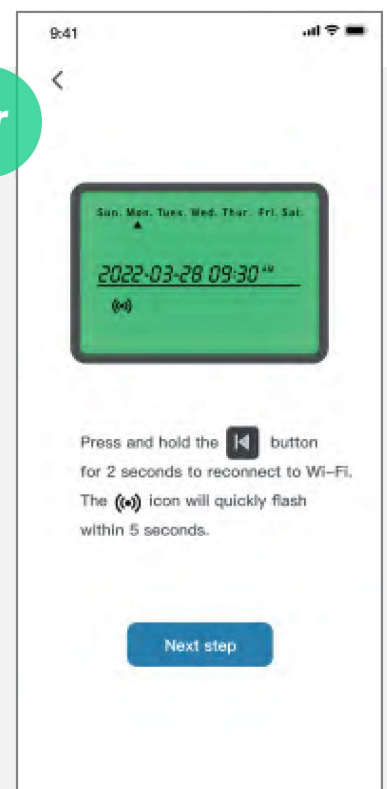 9:41
r
Sun. Mon. Tues. Wed. Thur. Fri. Sat.
2022-03-28 09:30 AM
Press and hold the button
for 2 seconds to reconnect to Wi-Fi.
The icon will quickly flash
within 5 seconds.
Next step